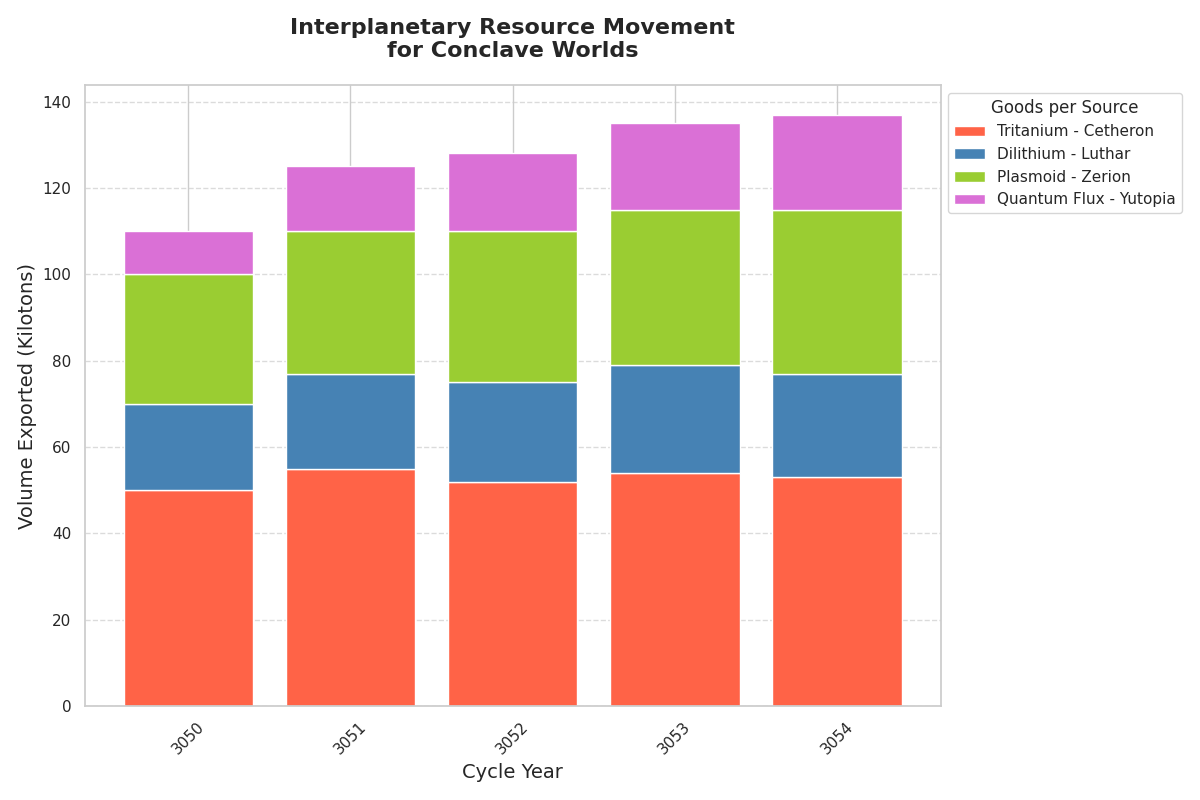 Interplanetary Resource Movement
for Conclave Worlds
Goods per Source
Tritanium - Cetheron
Dilithium - Luthar
Plasmoid - Zerion
Quantum Flux - Yutopia
Volume Exported (Kilotons)
140
120
100
80
60
40
20
0
3050
3051
3052
3053
3054
Cycle Year